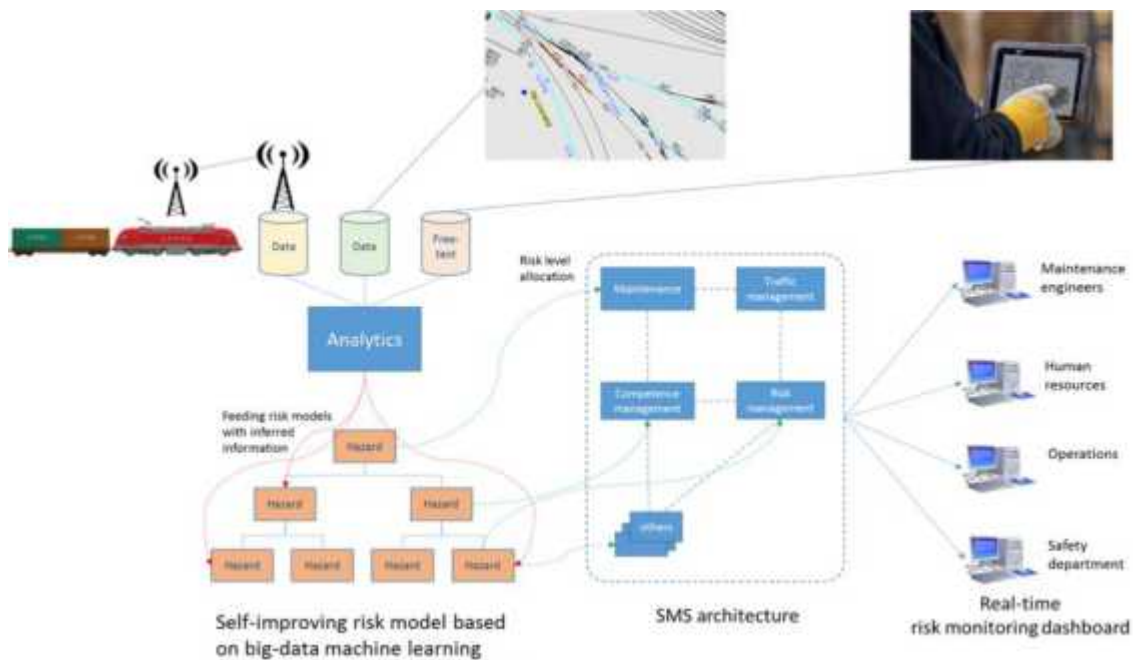 Data
Data
Free-
text
Analytics
Risk level
allocation
Maintenance
Traffic
management
Competence
management
Risk
management
others
Maintenance
engineers
Human
resources
Operations
Safety
department
Feeding risk models
with inferred
information
Hazard
Hazard
Hazard
Hazard
Hazard
Hazard
Hazard
Self-improving risk model based
on big-data machine learning
SMS architecture
Real-time
risk monitoring dashboard